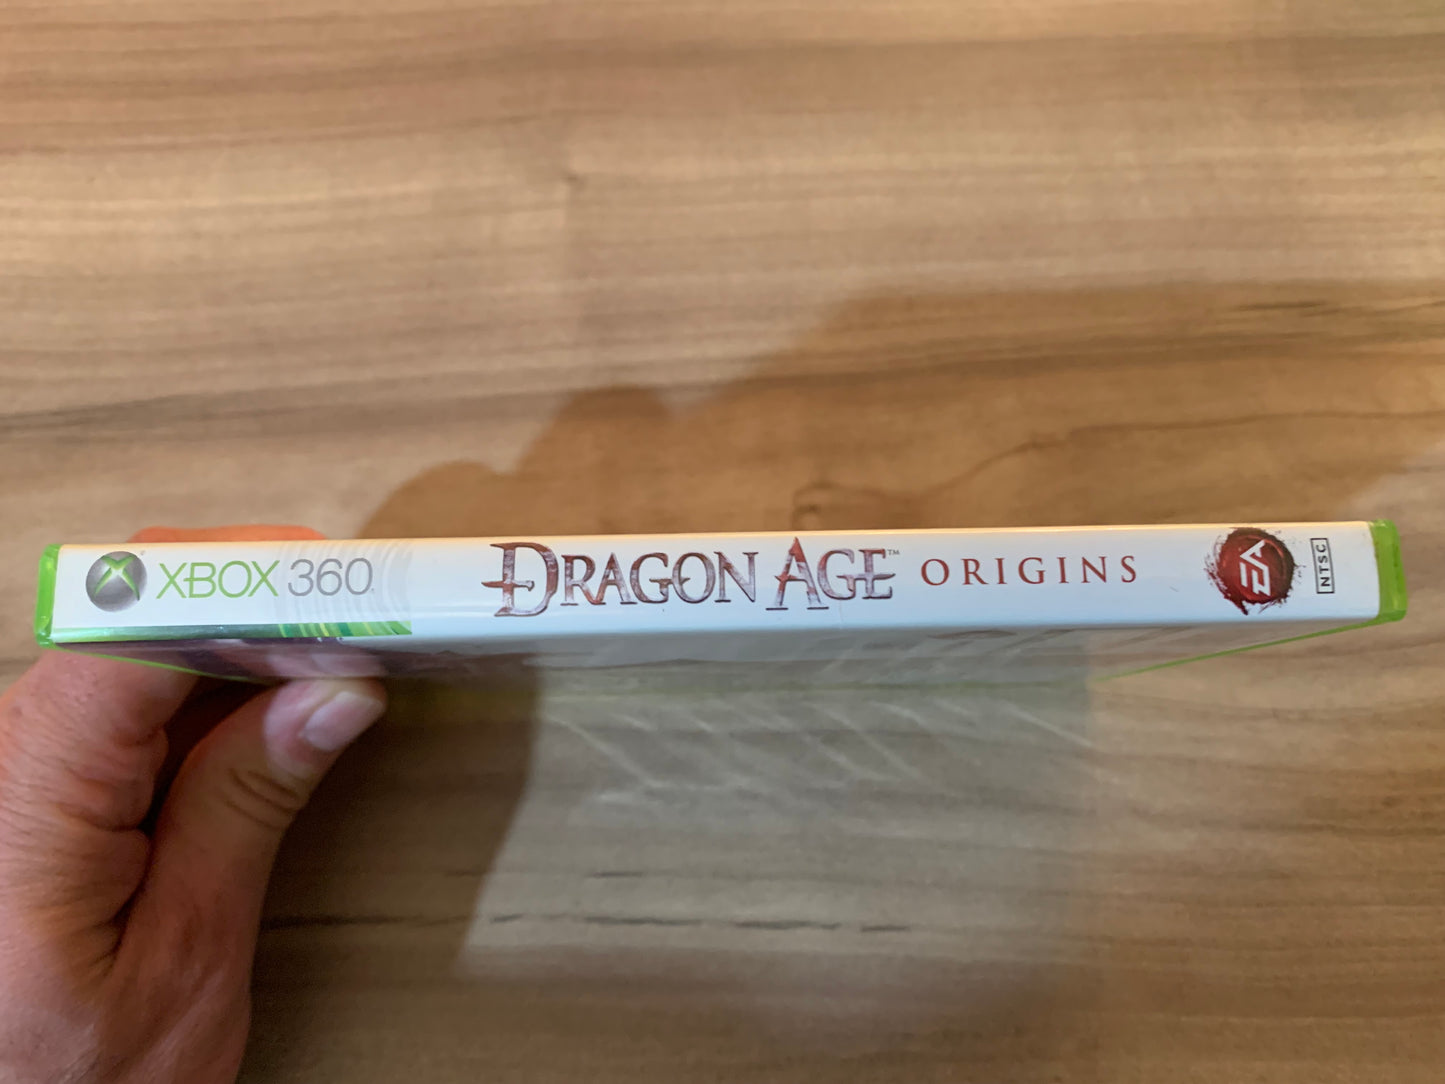 XBOX 360
DRAGON AGE™ ORIGINS
EA
NTSC